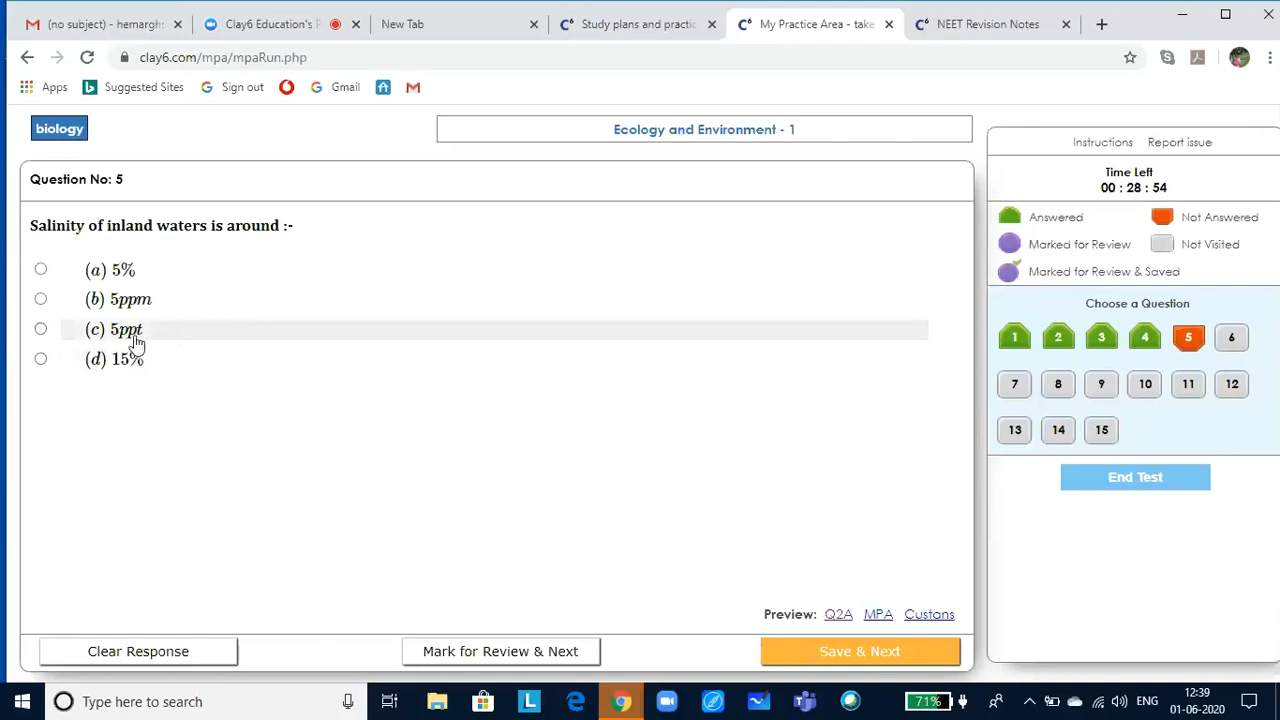 (no subject) - hemargh
Clay6 Education's P
New Tab
Study plans and practic
My Practice Area - take
NEET Revision Notes
clay6.com/mpa/mpaRun.php
Apps
Suggested Sites
Sign out
Gmail
biology
Ecology and Environment - 1
Instructions Report issue
Question No: 5
Time Left
00 : 28 : 54
Answered
Not Answered
Marked for Review
Not Visited
Marked for Review & Saved
Salinity of inland waters is around :-
(a) 5%
(b) 5ppm
(c) 5ppt
(d) 15%
Choose a Question
1 2 3 4 5 6
7 8 9 10 11 12
13 14 15
End Test
Preview: Q2A MPA Custans
Clear Response
Mark for Review & Next
Save & Next
Type here to search
71%
ENG
12:39
01-06-2020